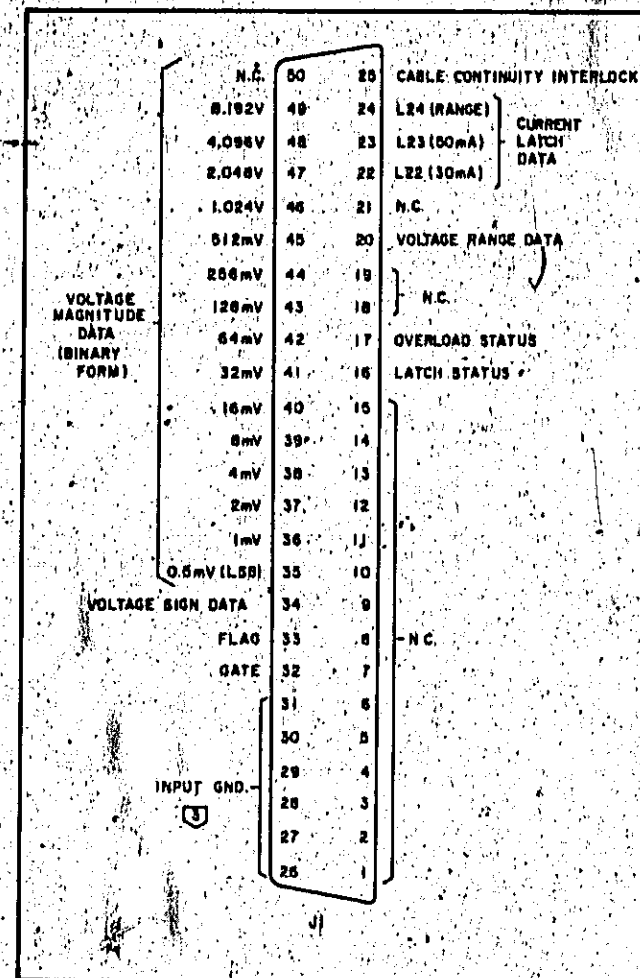 N.C. 50 25 CABLE CONTINUITY INTERLOCK
8.192V 49 24 L24 (RANGE)
4.096V 48 23 L23 (50mA)
2.048V 47 22 L22 (30mA)
CURRENT
LATCH
DATA
1.024V 46 21 N.C.
512mV 45 20 VOLTAGE RANGE DATA
256mV 44 19
128mV 43 18
N.C.
64mV 42 17 OVERLOAD STATUS
32mV 41 16 LATCH STATUS
VOLTAGE
MAGNITUDE
DATA
(BINARY
FORM)
16mV 40 15
8mV 39 14
4mV 38 13
2mV 37 12
1mV 36 11
0.5mV (LSB) 35 10
VOLTAGE SIGN DATA 34 9
FLAG 33 8 N.C.
GATE 32 7
31 6
30 5
29 4
INPUT GND.
28 3
3
27 2
26 1
J1